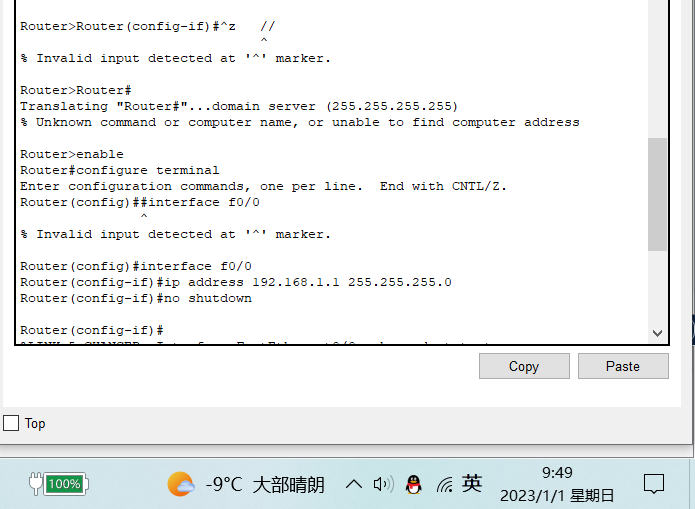 Router>Router(config-if)#^z   //
^
% Invalid input detected at '^' marker.
Router>Router#
Translating "Router#"...domain server (255.255.255.255)
% Unknown command or computer name, or unable to find computer address
Router>enable
Router#configure terminal
Enter configuration commands, one per line.  End with CNTL/Z.
Router(config)##interface f0/0
^
% Invalid input detected at '^' marker.
Router(config)#interface f0/0
Router(config-if)#ip address 192.168.1.1 255.255.255.0
Router(config-if)#no shutdown
Router(config-if)#
Copy
Paste
Top
100%
-9°C 大部晴朗
英
9:49
2023/1/1 星期日